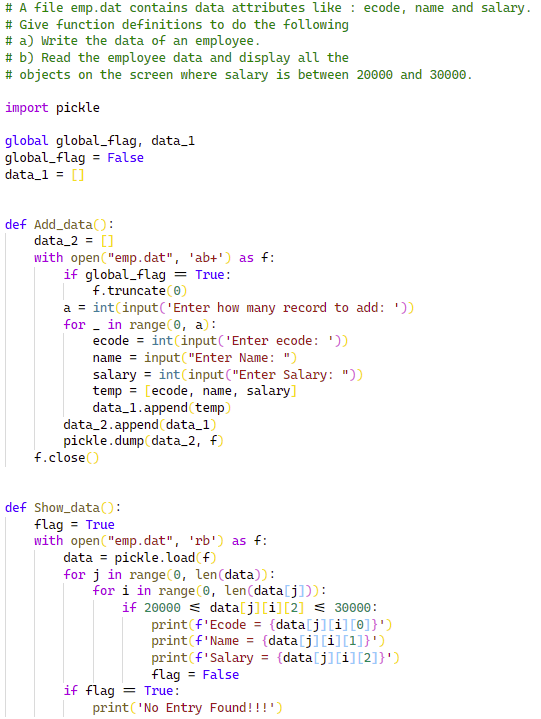 # A file emp.dat contains data attributes like : ecode, name and salary.
# Give function definitions to do the following
# a) Write the data of an employee.
# b) Read the employee data and display all the
# objects on the screen where salary is between 20000 and 30000.

import pickle

global global_flag, data_1
global_flag = False
data_1 = []


def Add_data():
    data_2 = []
    with open("emp.dat", 'ab+') as f:
        if global_flag == True:
            f.truncate(0)
        a = int(input('Enter how many record to add: '))
        for _ in range(0, a):
            ecode = int(input('Enter ecode: '))
            name = input("Enter Name: ")
            salary = int(input("Enter Salary: "))
            temp = [ecode, name, salary]
            data_1.append(temp)
        data_2.append(data_1)
        pickle.dump(data_2, f)
    f.close()


def Show_data():
    flag = True
    with open("emp.dat", 'rb') as f:
        data = pickle.load(f)
        for j in range(0, len(data)):
            for i in range(0, len(data[j])):
                if 20000 <= data[j][i][2] <= 30000:
                    print(f'Ecode = {data[j][i][0]}')
                    print(f'Name = {data[j][i][1]}')
                    print(f'Salary = {data[j][i][2]}')
                    flag = False
        if flag == True:
            print('No Entry Found!!!')